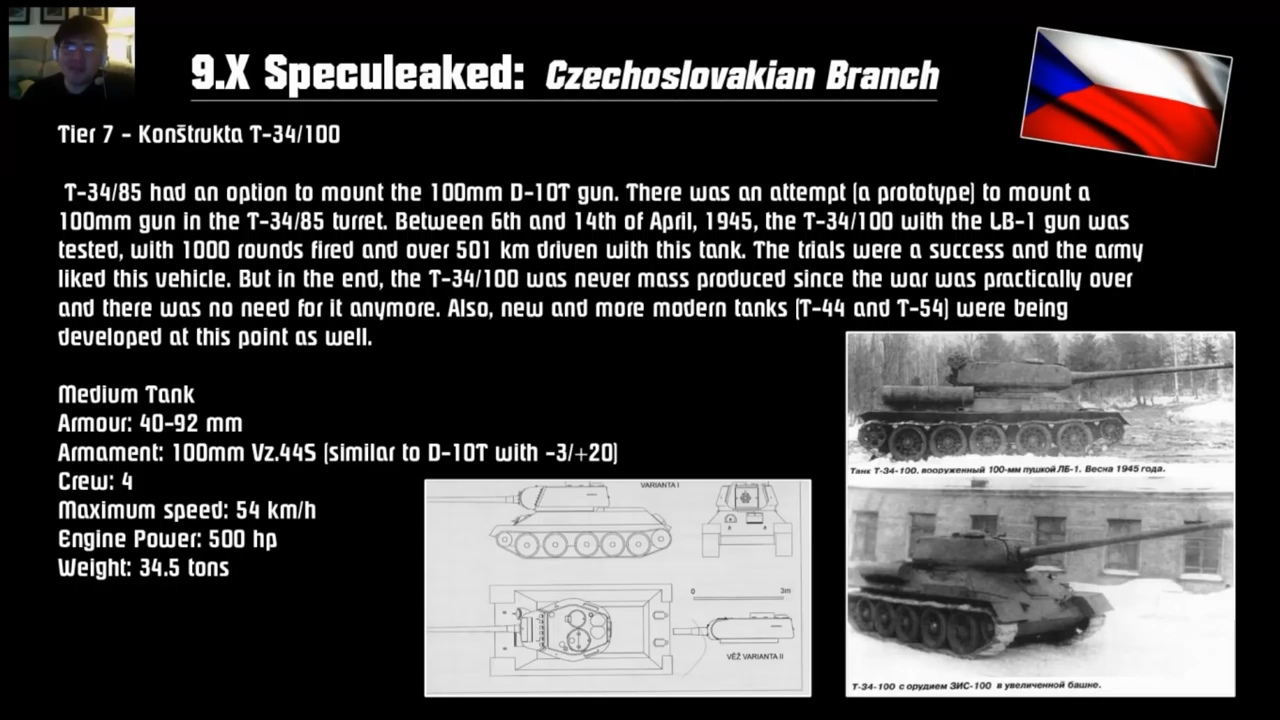 9.X Speculeaked: Czechoslovakian Branch
Tier 7 - Konštrukta T-34/100
T-34/85 had an option to mount the 100mm D-10T gun. There was an attempt (a prototype) to mount a
100mm gun in the T-34/85 turret. Between 6th and 14th of April, 1945, the T-34/100 with the LB-1 gun was
tested, with 1000 rounds fired and over 501 km driven with this tank. The trials were a success and the army
liked this vehicle. But in the end, the T-34/100 was never mass produced since the war was practically over
and there was no need for it anymore. Also, new and more modern tanks (T-44 and T-54) were being
developed at this point as well.
Medium Tank
Armour: 40-92 mm
Armament: 100mm Vz.44S (similar to D-10T with -3/+20)
Crew: 4
Maximum speed: 54 km/h
Engine Power: 500 hp
Weight: 34.5 tons
VARIANTA I
0 3m
VĚŽ VARIANTA II
Танк Т-34-100, вооруженный 100-мм пушкой ЛБ-1. Весна 1945 года.
Т-34-100 с орудием ЗИС-100 в увеличенной башне.